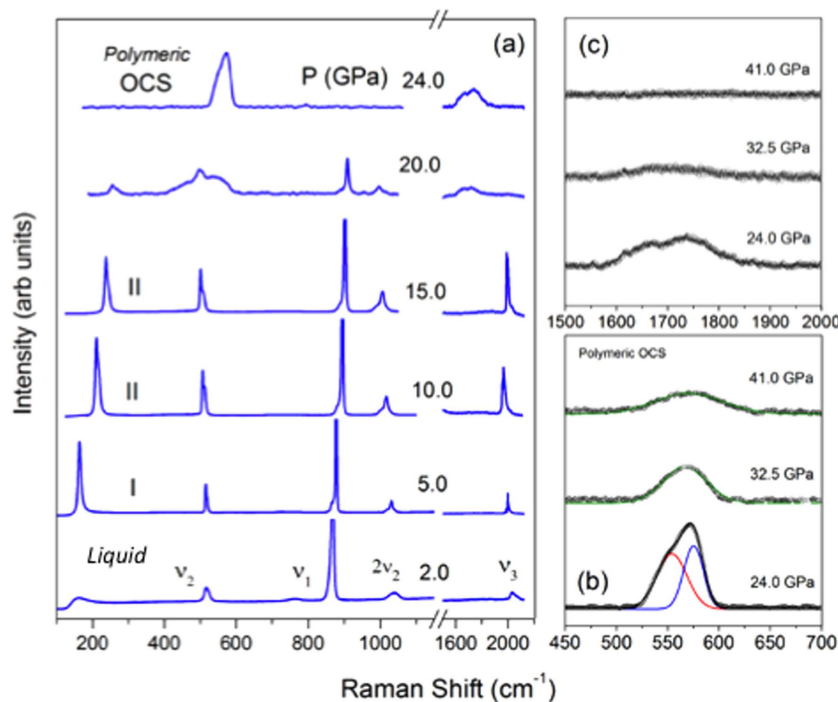 (a)
Polymeric
OCS
P (GPa)
24.0
20.0
II
15.0
II
10.0
I
5.0
Liquid
ν2
ν1
2ν2
ν3
2.0
200 400 600 800 1000 1600 2000
Intensity (arb units)
Raman Shift (cm-1)
(c)
41.0 GPa
32.5 GPa
24.0 GPa
1500 1600 1700 1800 1900 2000
Polymeric OCS
41.0 GPa
32.5 GPa
(b)
24.0 GPa
450 500 550 600 650 700